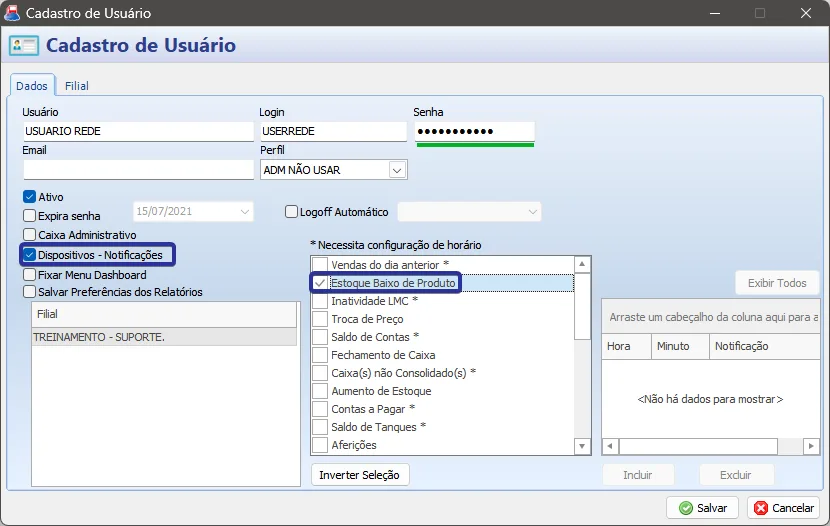 Cadastro de Usuário
Cadastro de Usuário
Dados Filial
Usuário Login Senha
USUARIO REDE USERREDE ●●●●●●●●●●●
Email Perfil
ADM NÃO USAR
Ativo
Expira senha 15/07/2021 Logoff Automático
Caixa Administrativo
Dispositivos - Notificações
Fixar Menu Dashboard
Salvar Preferências dos Relatórios
Filial
TREINAMENTO - SUPORTE.
* Necessita configuração de horário
Vendas do dia anterior *
Estoque Baixo de Produto
Inatividade LMC *
Troca de Preço
Saldo de Contas *
Fechamento de Caixa
Caixa(s) não Consolidado(s) *
Aumento de Estoque
Contas a Pagar *
Saldo de Tanques *
Aferições
Inverter Seleção
Exibir Todos
Arraste um cabeçalho da coluna aqui para a
Hora Minuto Notificação
<Não há dados para mostrar>
Incluir Excluir
Salvar Cancelar